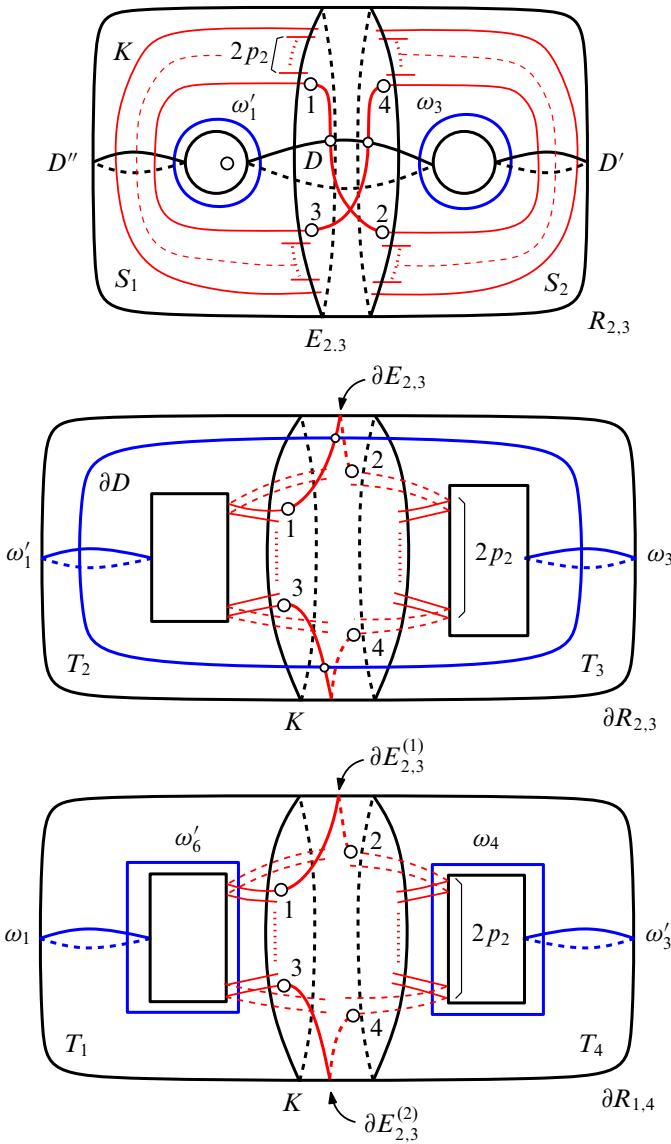 K 2p₂
1 4
ω′₁ ω₃
D″ D D′
3 2
S₁ S₂
E₂,₃ R₂,₃
∂E₂,₃
2
∂D
1
ω′₁ 2p₂ ω₃
3
4
T₂ T₃
K ∂R₂,₃
∂E₂,₃⁽¹⁾
ω′₆ 2 ω₄
1
ω₁ 2p₂ ω′₃
3
4
T₁ T₄
K ∂R₁,₄
∂E₂,₃⁽²⁾